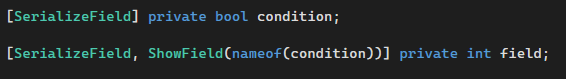 [SerializeField] private bool condition;
[SerializeField, ShowField(nameof(condition))] private int field;